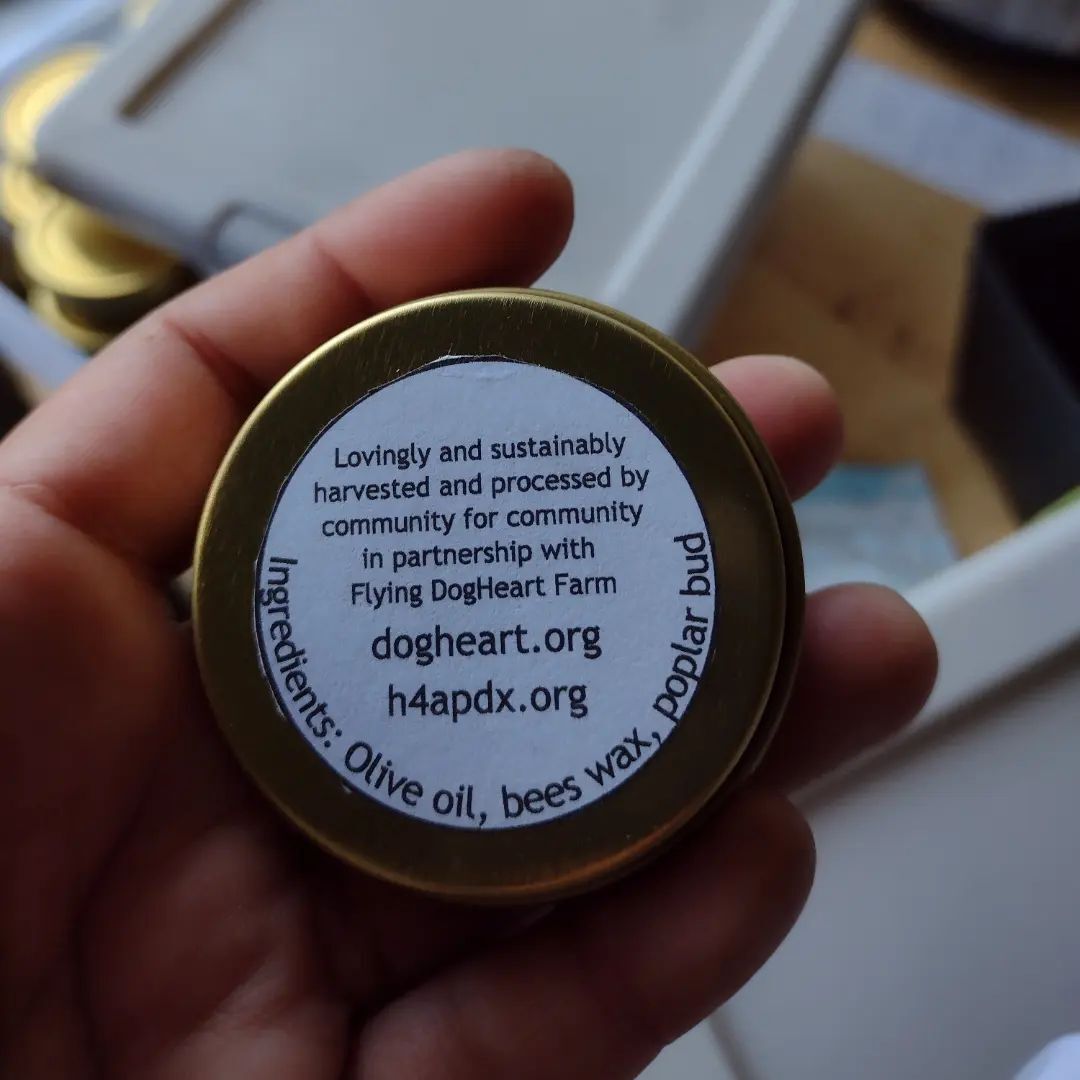 Lovingly and sustainably
harvested and processed by
community for community
in partnership with
Flying DogHeart Farm
dogheart.org
h4apdx.org
Ingredients: Olive oil, bees wax, poplar bud